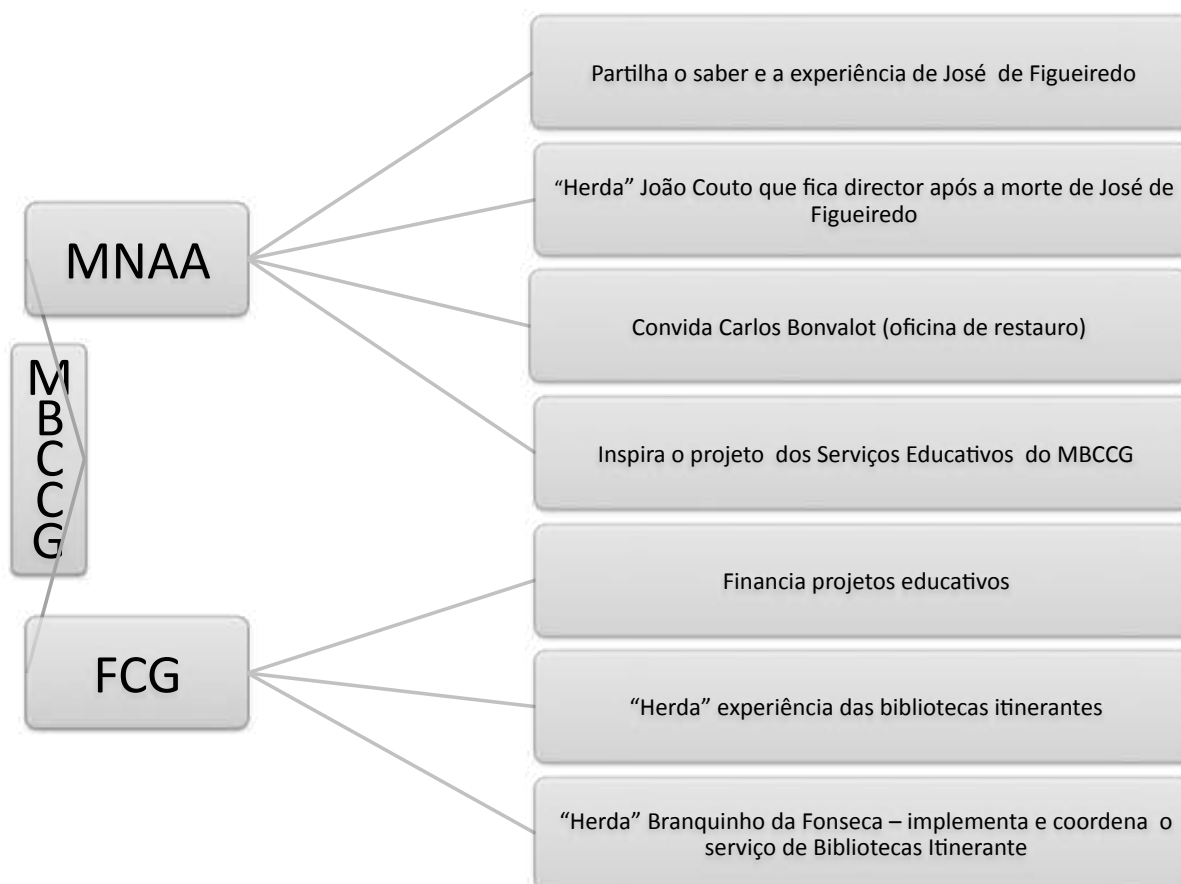 MBCCG
MNAA
Partilha o saber e a experiência de José de Figueiredo
“Herda” João Couto que fica director após a morte de José de
Figueiredo
Convida Carlos Bonvalot (oficina de restauro)
Inspira o projeto dos Serviços Educativos do MBCCG
FCG
Financia projetos educativos
“Herda” experiência das bibliotecas itinerantes
“Herda” Branquinho da Fonseca – implementa e coordena o
serviço de Bibliotecas Itinerante